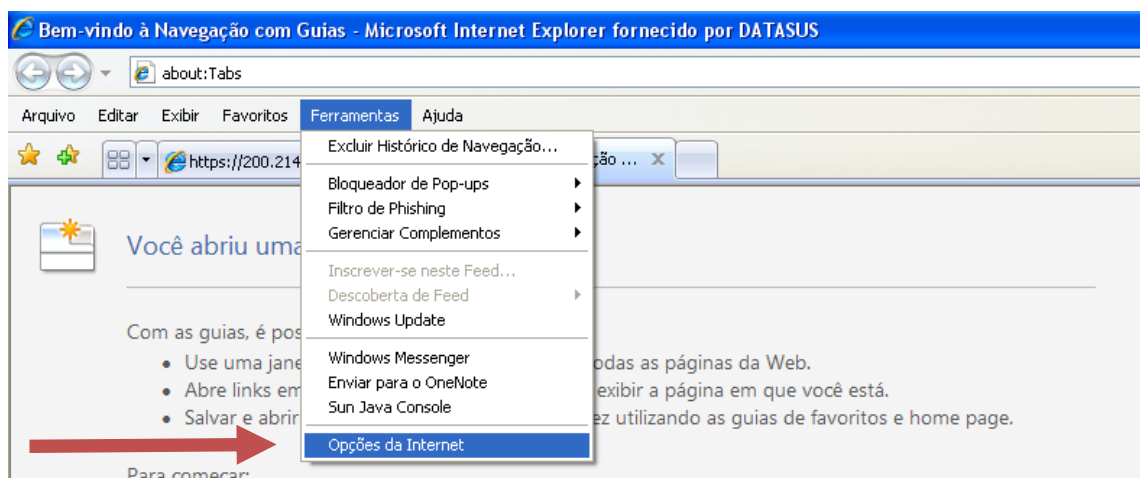 Bem-vindo à Navegação com Guias - Microsoft Internet Explorer fornecido por DATASUS
about:Tabs
Arquivo Editar Exibir Favoritos Ferramentas Ajuda
https://200.214 ção ... X
Excluir Histórico de Navegação...
Bloqueador de Pop-ups
Filtro de Phishing
Gerenciar Complementos
Inscrever-se neste Feed...
Descoberta de Feed
Windows Update
Windows Messenger
Enviar para o OneNote
Sun Java Console
Opções da Internet
Você abriu uma
Com as guias, é pos
• Use uma jane odas as páginas da Web.
• Abre links em exibir a página em que você está.
• Salvar e abrir ez utilizando as guias de favoritos e home page.
Para começar: